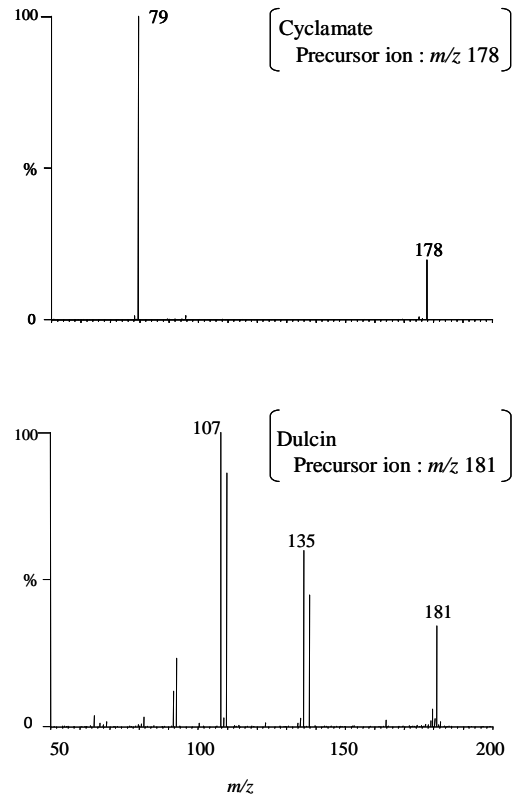 100
79
Cyclamate
Precursor ion : m/z 178
%
178
0
107
100
Dulcin
Precursor ion : m/z 181
135
%
181
0
50 100 150 200
m/z